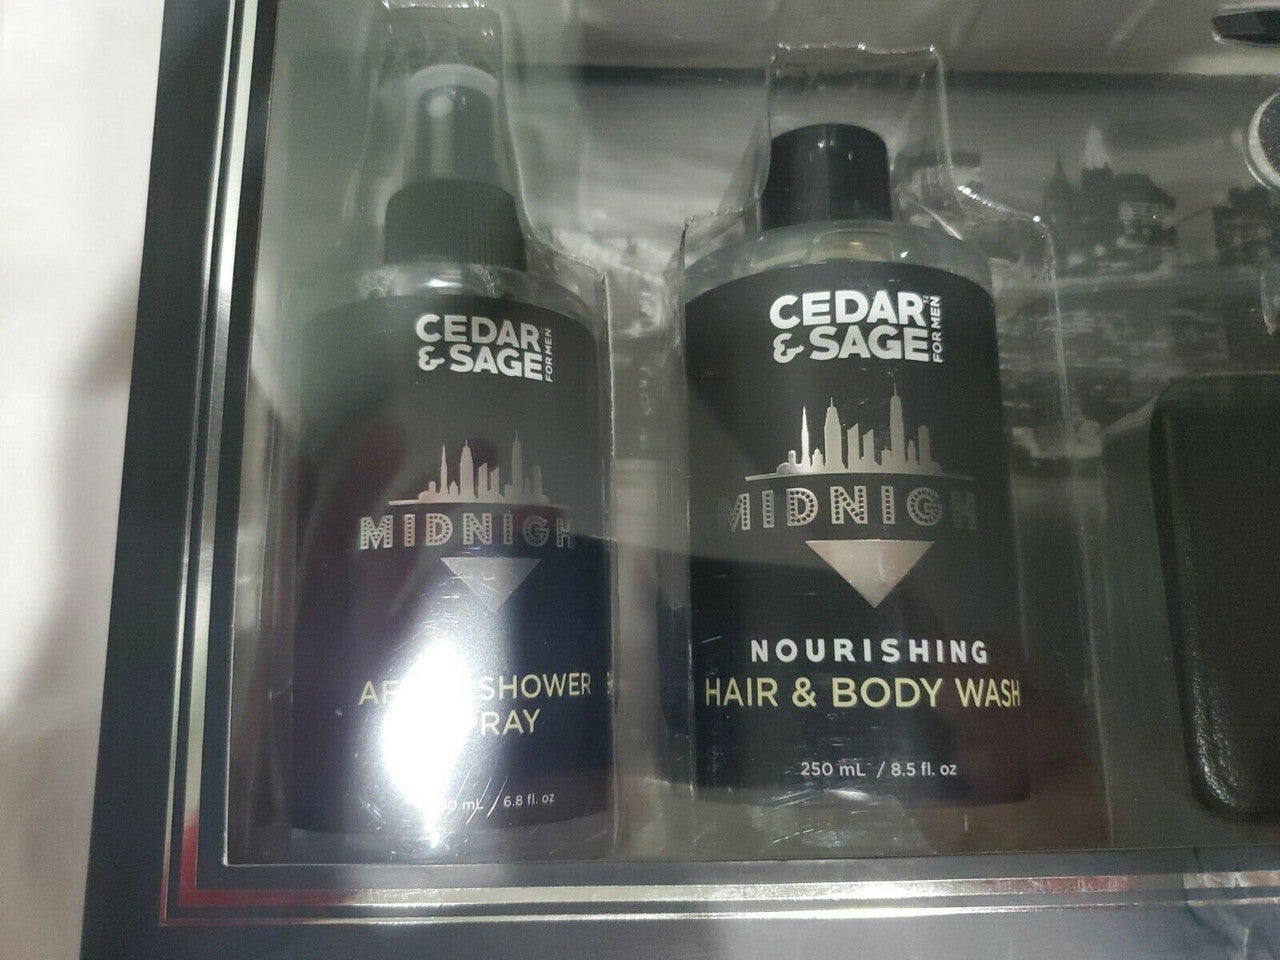 CEDAR
& SAGE
FOR MEN
MIDNIGH
SHOWER
6.8 fl. oz
CEDAR
& SAGE
FOR MEN
MIDNIGH
NOURISHING
HAIR & BODY WASH
250 mL / 8.5 fl. oz